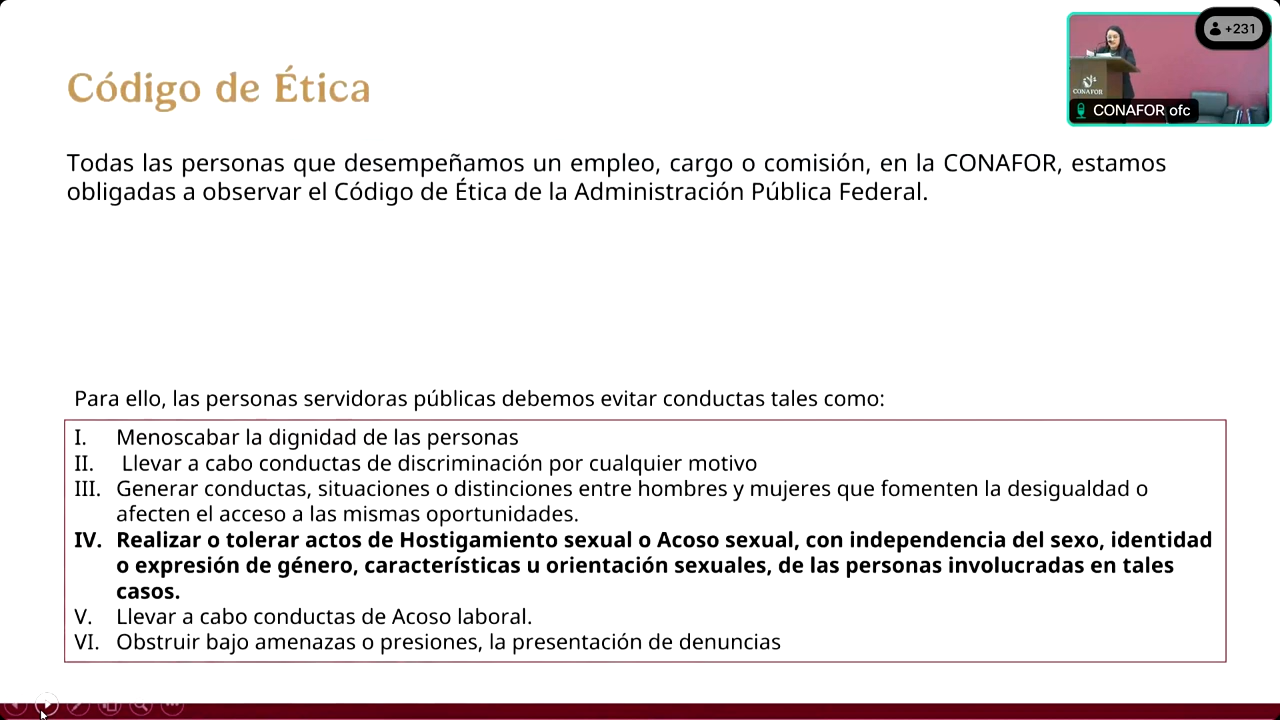 +231
CONAFOR
CONAFOR ofc
Código de Ética
Todas las personas que desempeñamos un empleo, cargo o comisión, en la CONAFOR, estamos
obligadas a observar el Código de Ética de la Administración Pública Federal.
Para ello, las personas servidoras públicas debemos evitar conductas tales como:
I. Menoscabar la dignidad de las personas
II. Llevar a cabo conductas de discriminación por cualquier motivo
III. Generar conductas, situaciones o distinciones entre hombres y mujeres que fomenten la desigualdad o
afecten el acceso a las mismas oportunidades.
IV. Realizar o tolerar actos de Hostigamiento sexual o Acoso sexual, con independencia del sexo, identidad
o expresión de género, características u orientación sexuales, de las personas involucradas en tales
casos.
V. Llevar a cabo conductas de Acoso laboral.
VI. Obstruir bajo amenazas o presiones, la presentación de denuncias